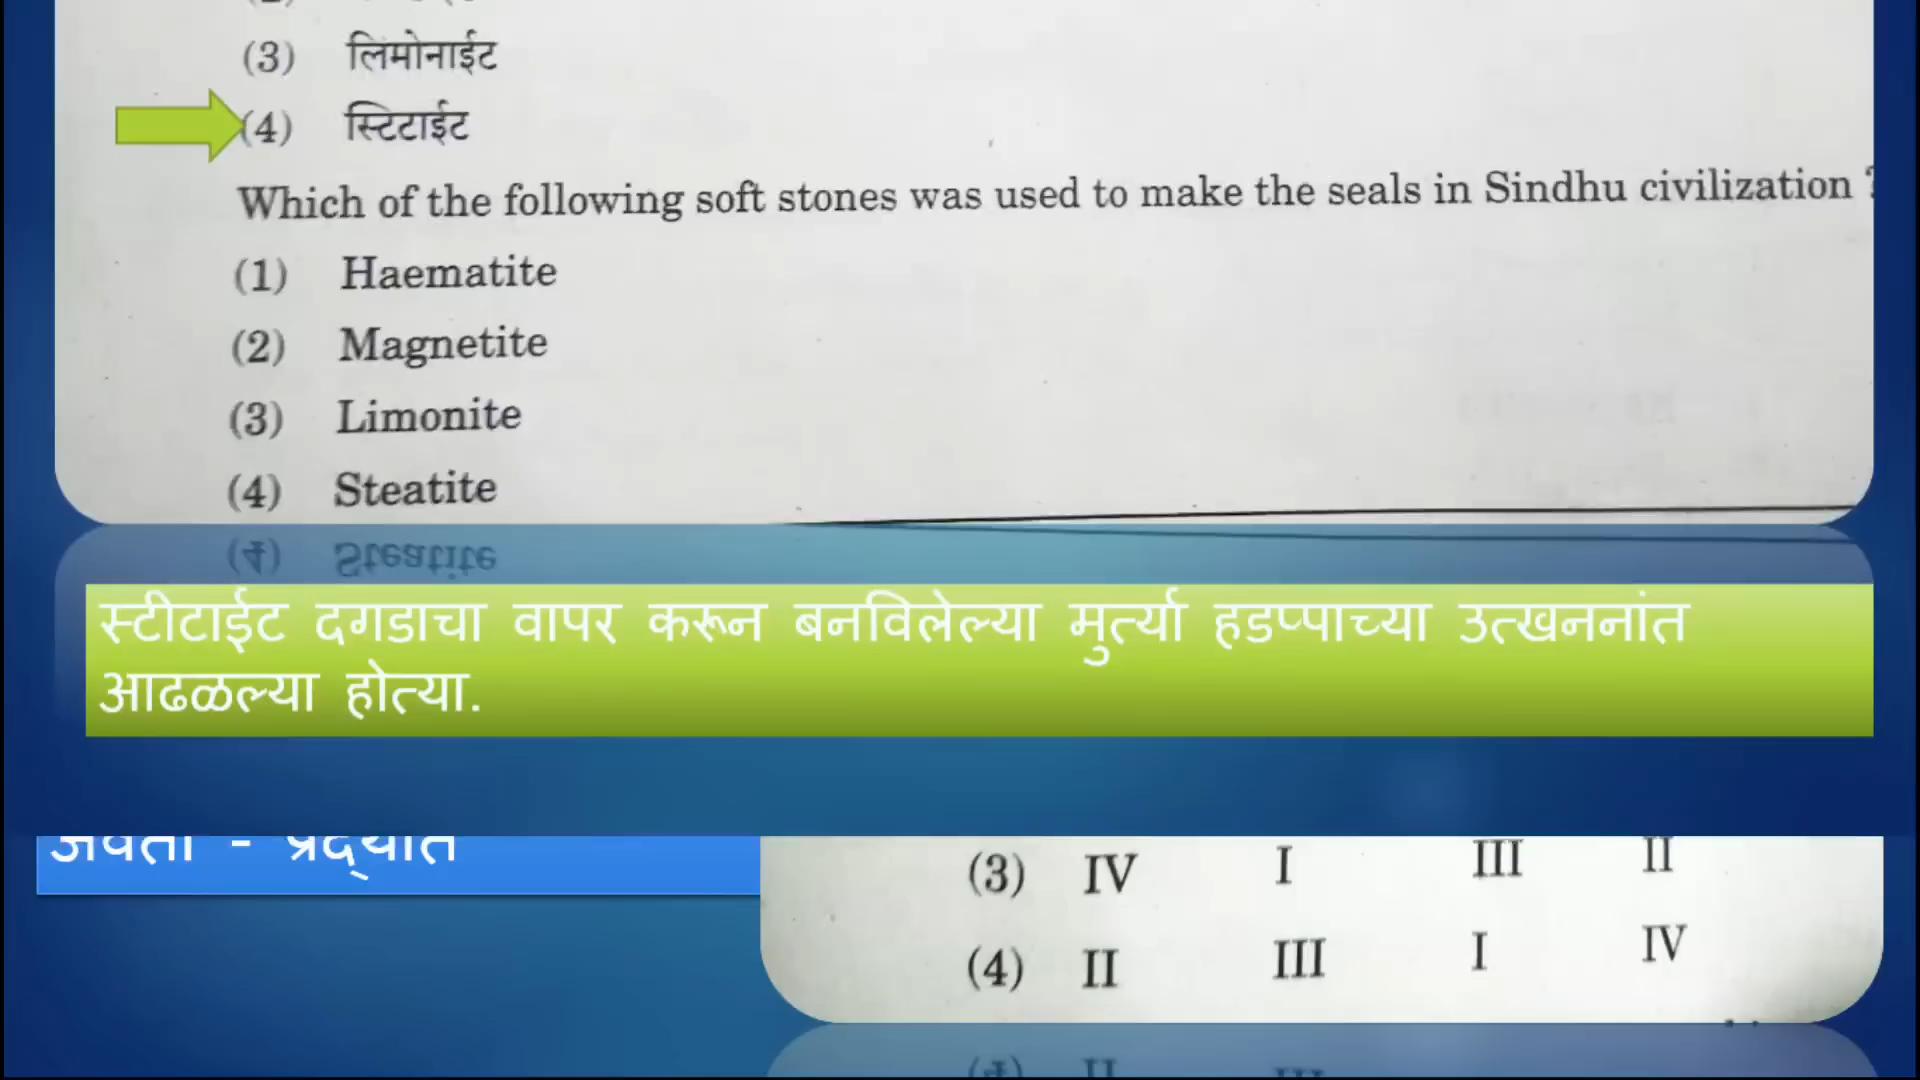 (3) लिमोनाईट
(4) स्टिटाईट
Which of the following soft stones was used to make the seals in Sindhu civilization ?
(1) Haematite
(2) Magnetite
(3) Limonite
(4) Steatite
स्टीटाईट दगडाचा वापर करून बनविलेल्या मुर्त्या हडप्पाच्या उत्खननांत
आढळल्या होत्या.
(3) IV I III II
(4) II III I IV